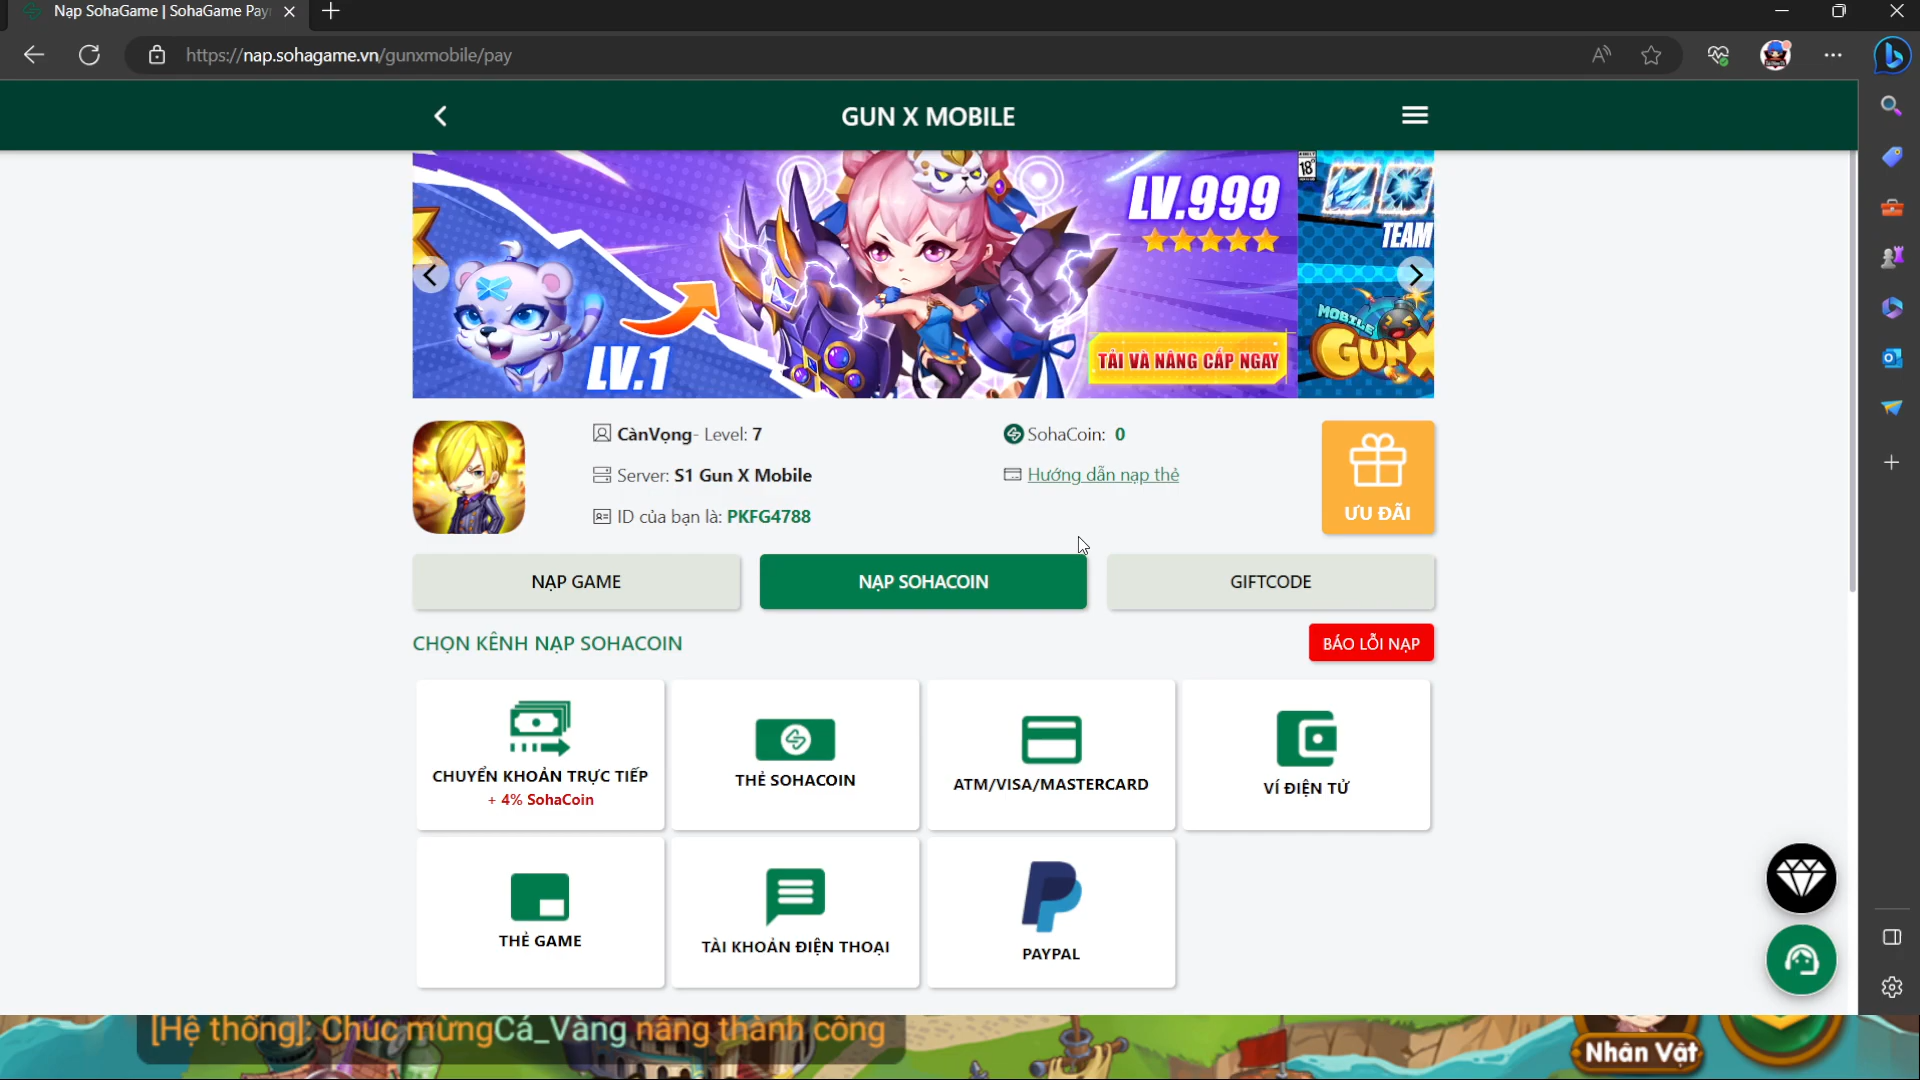 Nạp SohaGame | SohaGame Pay
https://nap.sohagame.vn/gunxmobile/pay
GUN X MOBILE
LV.1
LV.999
TẢI VÀ NÂNG CẤP NGAY
18
TEAM
MOBILE
GUNX
CànVọng - Level: 7
SohaCoin: 0
Server: S1 Gun X Mobile
Hướng dẫn nạp thẻ
ID của bạn là: PKFG4788
ƯU ĐÃI
NẠP GAME
NẠP SOHACOIN
GIFTCODE
CHỌN KÊNH NẠP SOHACOIN
BÁO LỖI NẠP
CHUYỂN KHOẢN TRỰC TIẾP
+ 4% SohaCoin
THẺ SOHACOIN
ATM/VISA/MASTERCARD
VÍ ĐIỆN TỬ
THẺ GAME
TÀI KHOẢN ĐIỆN THOẠI
PAYPAL
[Hệ thống]: Chúc mừngCá_Vàng nâng thành công
Nhân Vật